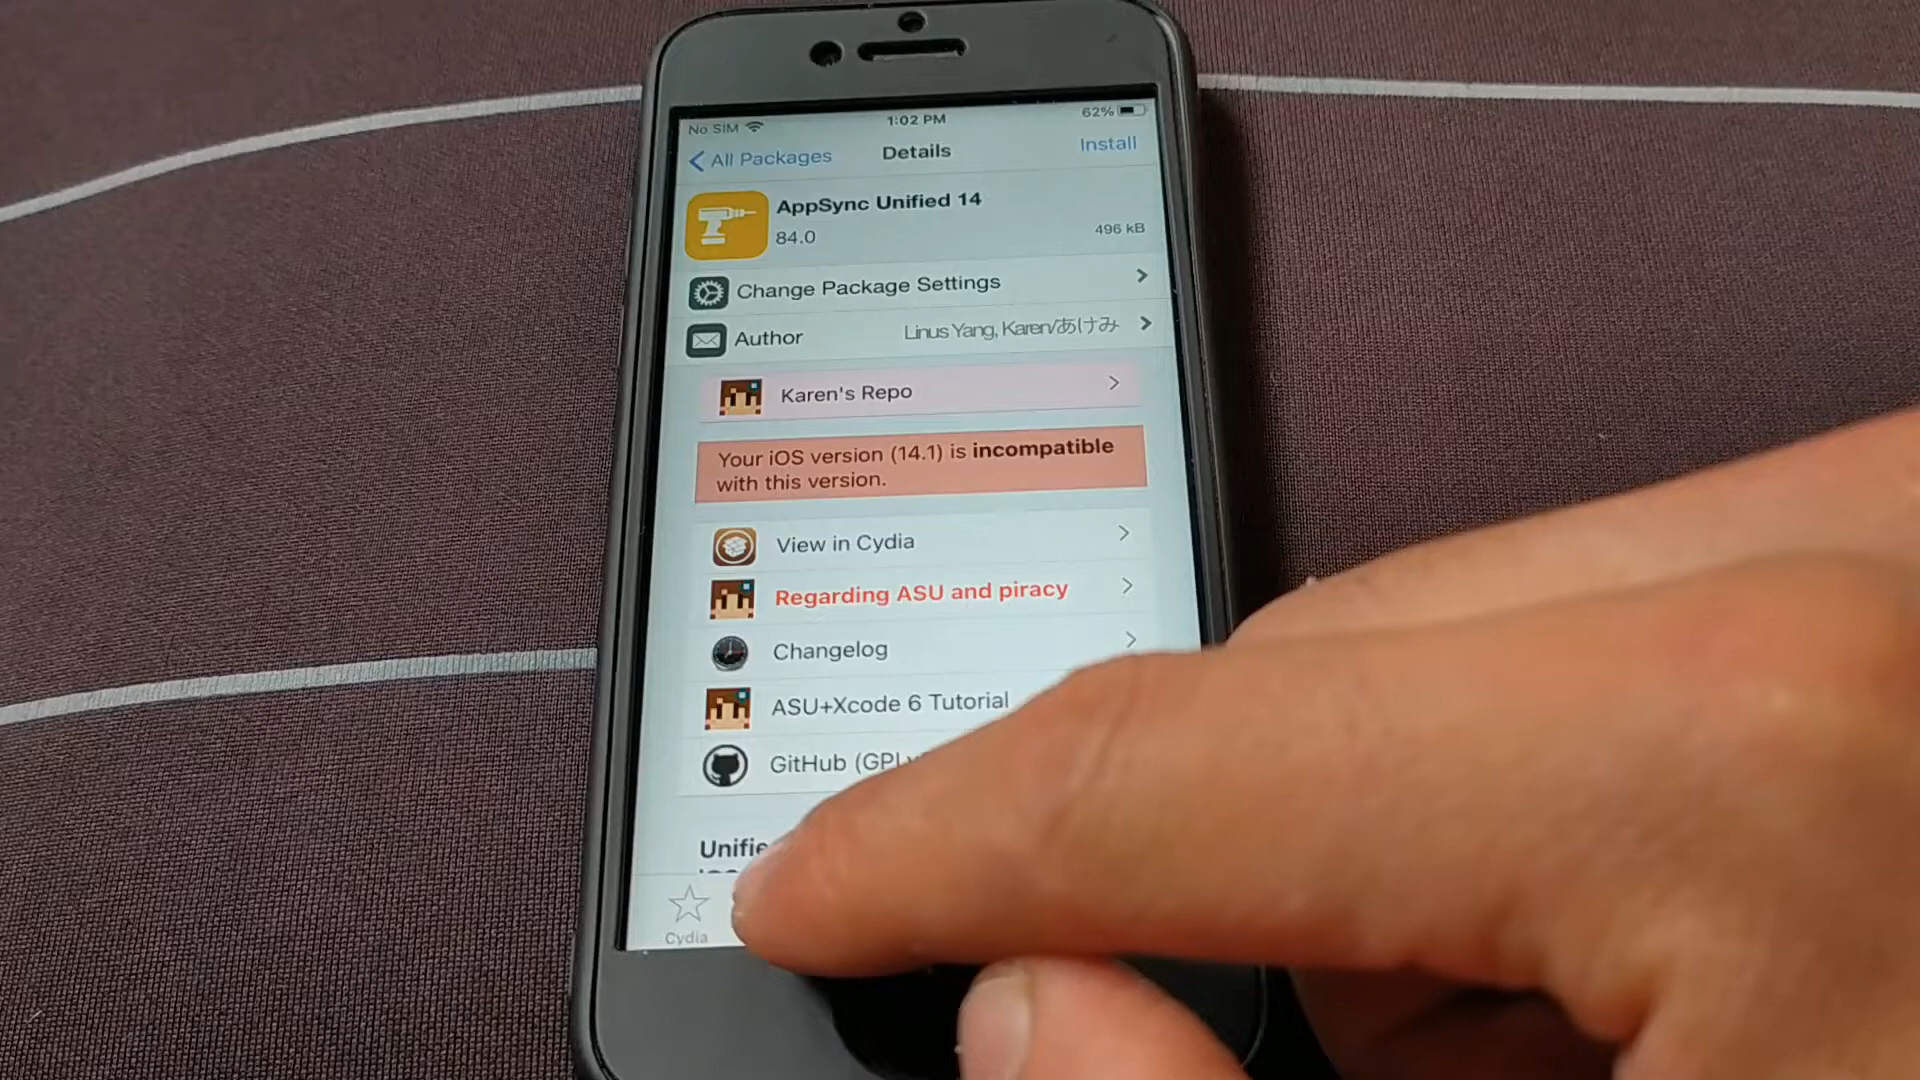 No SIM
1:02 PM
62%
All Packages
Details
Install
AppSync Unified 14
84.0
496 kB
Change Package Settings
Author
Linus Yang, Karen/あけみ
Karen's Repo
Your iOS version (14.1) is incompatible
with this version.
View in Cydia
Regarding ASU and piracy
Changelog
ASU+Xcode 6 Tutorial
GitHub (GPLv
Unifie
Cydia